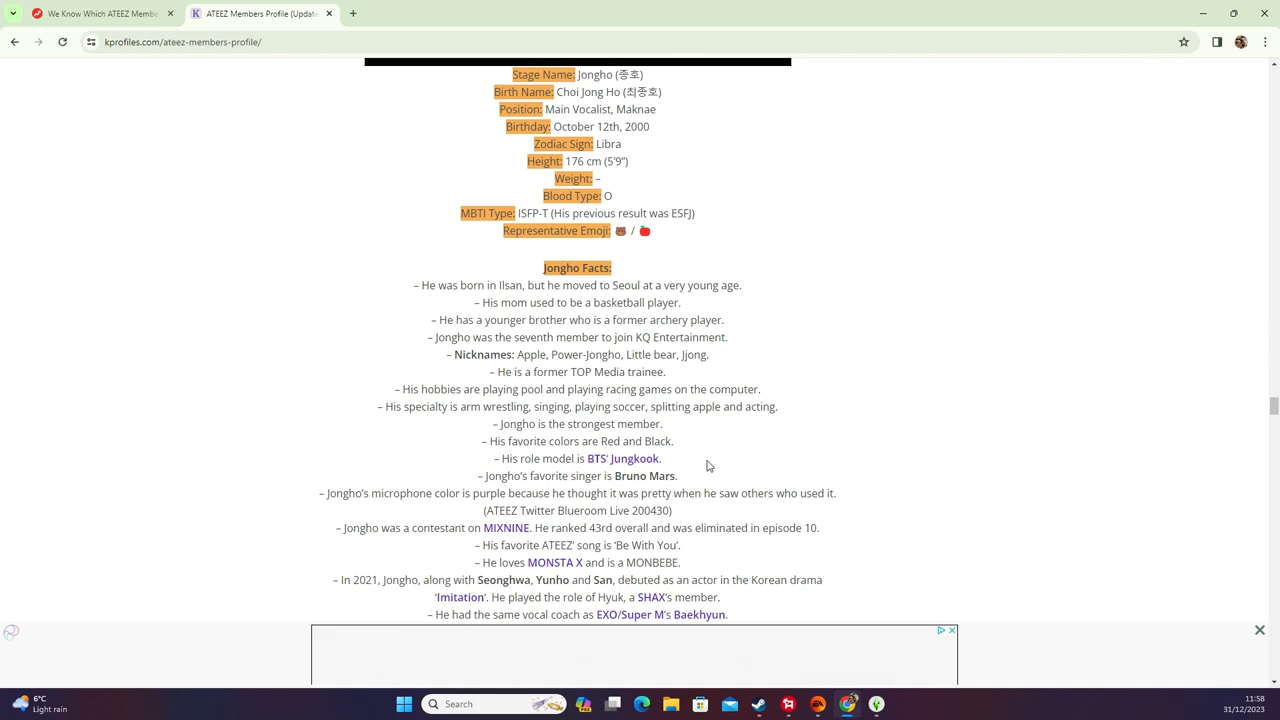 We Know Which ATEEZ Member
ATEEZ Members Profile (Update
kprofiles.com/ateez-members-profile/
Stage Name: Jongho (종호)
Birth Name: Choi Jong Ho (최종호)
Position: Main Vocalist, Maknae
Birthday: October 12th, 2000
Zodiac Sign: Libra
Height: 176 cm (5'9")
Weight: –
Blood Type: O
MBTI Type: ISFP-T (His previous result was ESFJ)
Representative Emoji: 🐻 / 🍎
Jongho Facts:
– He was born in Ilsan, but he moved to Seoul at a very young age.
– His mom used to be a basketball player.
– He has a younger brother who is a former archery player.
– Jongho was the seventh member to join KQ Entertainment.
– Nicknames: Apple, Power-Jongho, Little bear, Jjong.
– He is a former TOP Media trainee.
– His hobbies are playing pool and playing racing games on the computer.
– His specialty is arm wrestling, singing, playing soccer, splitting apple and acting.
– Jongho is the strongest member.
– His favorite colors are Red and Black.
– His role model is BTS' Jungkook.
– Jongho's favorite singer is Bruno Mars.
– Jongho's microphone color is purple because he thought it was pretty when he saw others who used it.
(ATEEZ Twitter Blueroom Live 200430)
– Jongho was a contestant on MIXNINE. He ranked 43rd overall and was eliminated in episode 10.
– His favorite ATEEZ' song is 'Be With You'.
– He loves MONSTA X and is a MONBEBE.
– In 2021, Jongho, along with Seonghwa, Yunho and San, debuted as an actor in the Korean drama
'Imitation'. He played the role of Hyuk, a SHAX's member.
– He had the same vocal coach as EXO/Super M's Baekhyun.
6°C
Light rain
Search
11:58
31/12/2023